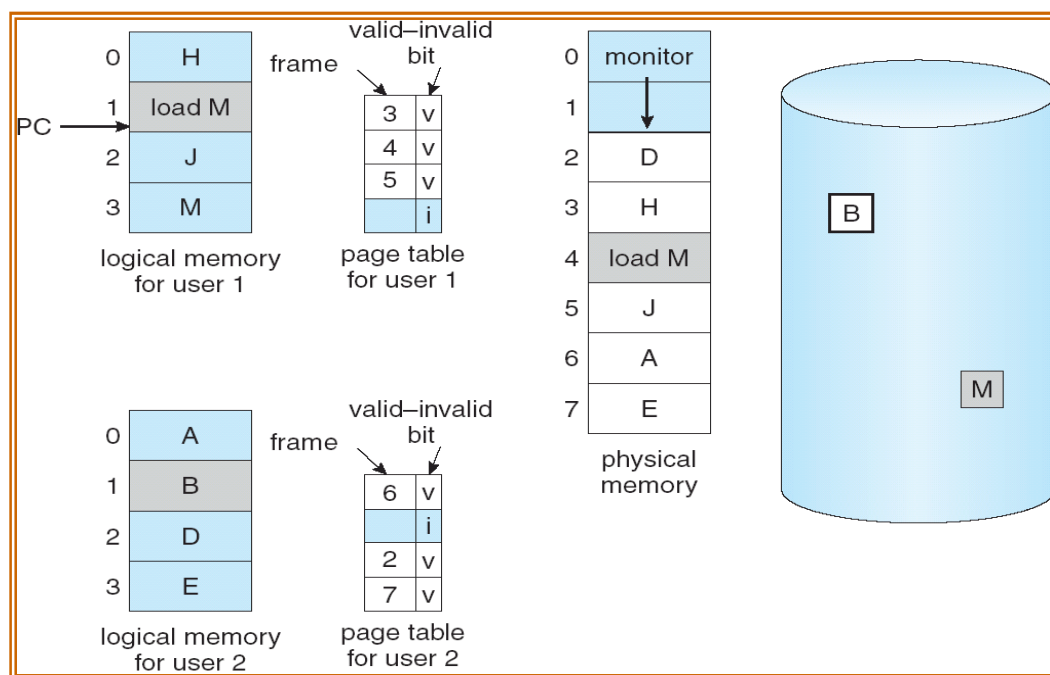 0 H
1 load M
PC
2 J
3 M
logical memory
for user 1
valid–invalid
bit
frame
3 v
4 v
5 v
i
page table
for user 1
0 monitor
1
2 D
3 H
4 load M
5 J
6 A
7 E
physical
memory
B
M
0 A
1 B
2 D
3 E
logical memory
for user 2
valid–invalid
bit
frame
6 v
i
2 v
7 v
page table
for user 2